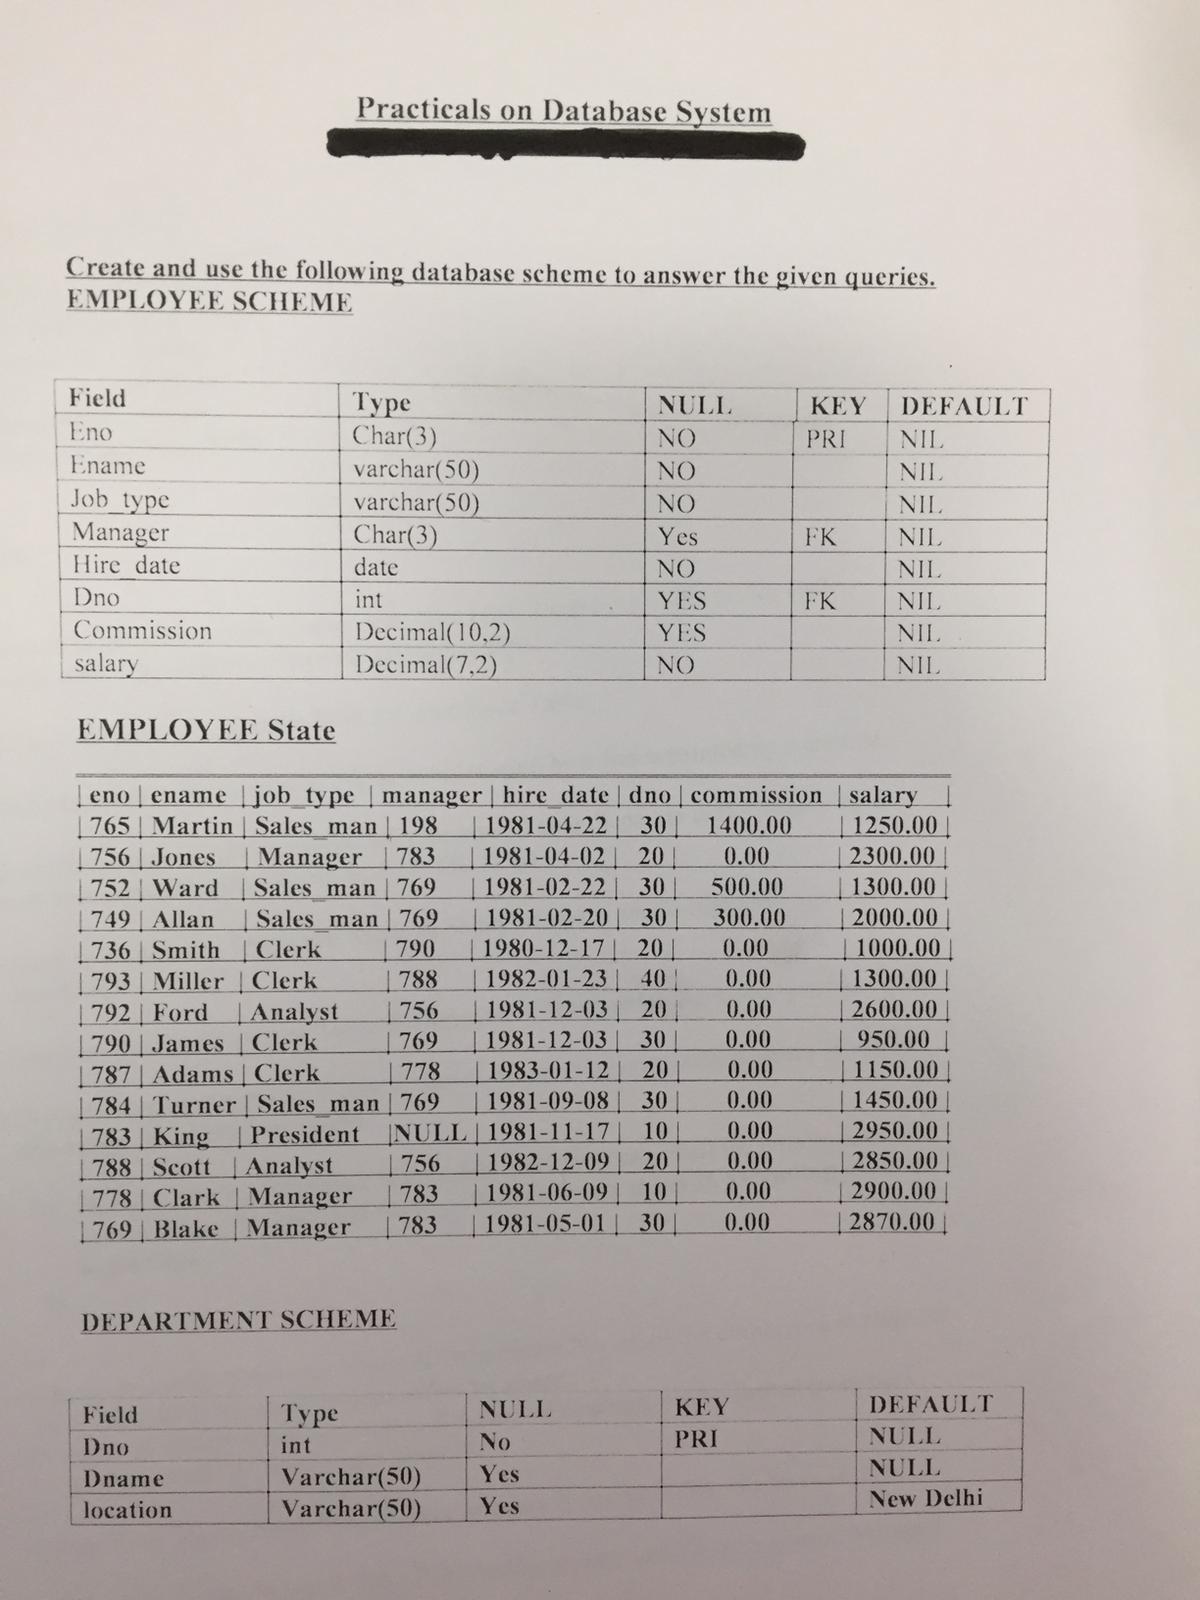 Practicals on Database System
Create and use the following database scheme to answer the given queries.
EMPLOYEE SCHEME
Field Type NULL KEY DEFAULT
Eno Char(3) NO PRI NIL
Ename varchar(50) NO NIL
Job_type varchar(50) NO NIL
Manager Char(3) Yes FK NIL
Hire_date date NO NIL
Dno int YES FK NIL
Commission Decimal(10,2) YES NIL
salary Decimal(7,2) NO NIL
EMPLOYEE State
| eno | ename | job_type | manager | hire_date | dno | commission | salary |
| 765 | Martin | Sales_man | 198 | 1981-04-22 | 30 | 1400.00 | 1250.00 |
| 756 | Jones | Manager | 783 | 1981-04-02 | 20 | 0.00 | 2300.00 |
| 752 | Ward | Sales_man | 769 | 1981-02-22 | 30 | 500.00 | 1300.00 |
| 749 | Allan | Sales_man | 769 | 1981-02-20 | 30 | 300.00 | 2000.00 |
| 736 | Smith | Clerk | 790 | 1980-12-17 | 20 | 0.00 | 1000.00 |
| 793 | Miller | Clerk | 788 | 1982-01-23 | 40 | 0.00 | 1300.00 |
| 792 | Ford | Analyst | 756 | 1981-12-03 | 20 | 0.00 | 2600.00 |
| 790 | James | Clerk | 769 | 1981-12-03 | 30 | 0.00 | 950.00 |
| 787 | Adams | Clerk | 778 | 1983-01-12 | 20 | 0.00 | 1150.00 |
| 784 | Turner | Sales_man | 769 | 1981-09-08 | 30 | 0.00 | 1450.00 |
| 783 | King | President | NULL | 1981-11-17 | 10 | 0.00 | 2950.00 |
| 788 | Scott | Analyst | 756 | 1982-12-09 | 20 | 0.00 | 2850.00 |
| 778 | Clark | Manager | 783 | 1981-06-09 | 10 | 0.00 | 2900.00 |
| 769 | Blake | Manager | 783 | 1981-05-01 | 30 | 0.00 | 2870.00 |
DEPARTMENT SCHEME
Field Type NULL KEY DEFAULT
Dno int No PRI NULL
Dname Varchar(50) Yes NULL
location Varchar(50) Yes New Delhi